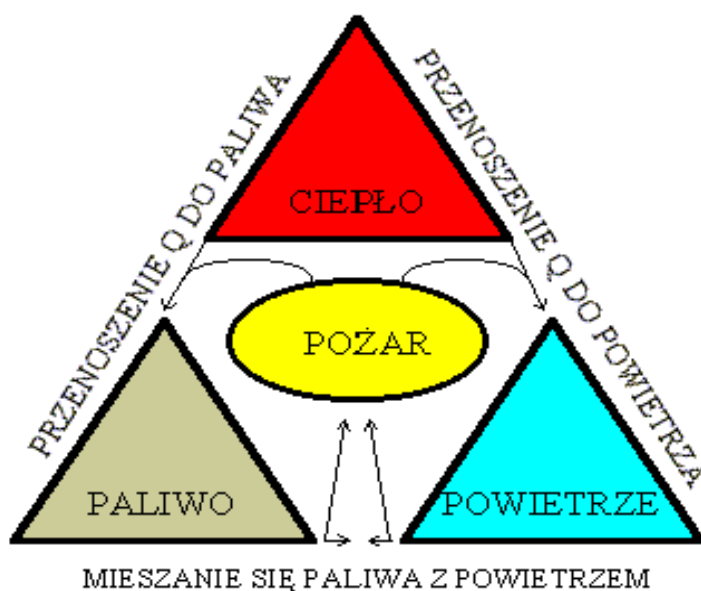 PRZENOSZENIE Q DO PALIWA
PRZENOSZENIE Q DO POWIETRZA
CIEPŁO
POŻAR
PALIWO
POWIETRZE
MIESZANIE SIĘ PALIWA Z POWIETRZEM